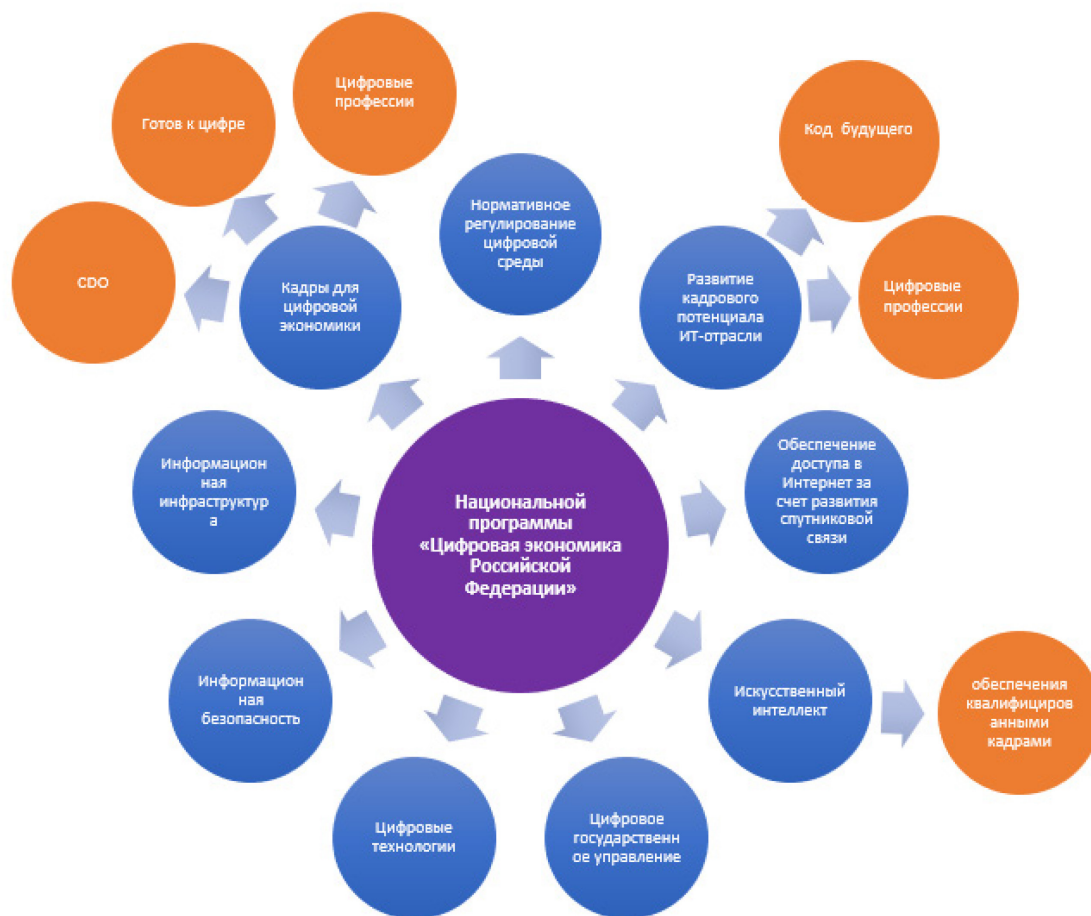 Цифровые
профессии
Готов к цифре
Код  будущего
Нормативное
регулирование
цифровой
среды
CDO
Кадры для
цифровой
экономики
Развитие
кадрового
потенциала
ИТ-отрасли
Цифровые
профессии
Информацион
ная
инфраструктур
а
Национальной
программы
«Цифровая экономика
Российской
Федерации»
Обеспечение
доступа в
Интернет за
счет развития
спутниковой
связи
Информацион
ная
безопасность
Искусственный
интеллект
обеспечения
квалифициров
анными
кадрами
Цифровые
технологии
Цифровое
государственн
ое управление